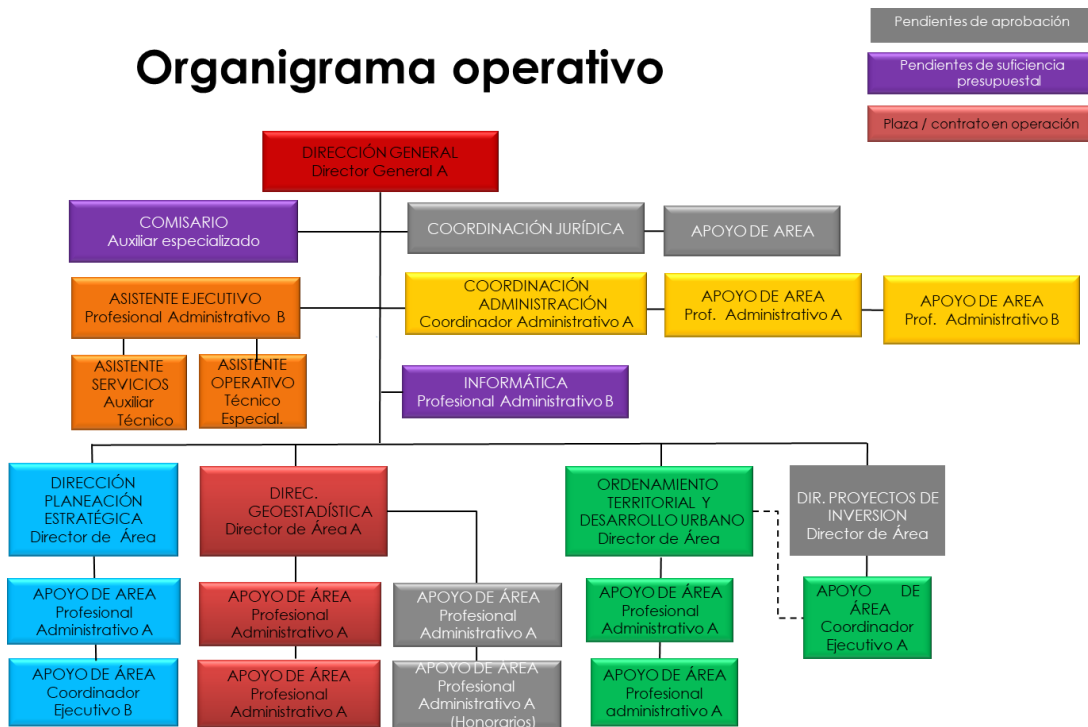 Pendientes de aprobación
Organigrama operativo
Pendientes de suficiencia
presupuestal
Plaza / contrato en operación
DIRECCIÓN GENERAL
Director General A
COMISARIO
Auxiliar especializado
COORDINACIÓN JURÍDICA
APOYO DE AREA
ASISTENTE EJECUTIVO
Profesional Administrativo B
COORDINACIÓN
ADMINISTRACIÓN
Coordinador Administrativo A
APOYO DE AREA
Prof. Administrativo A
APOYO DE AREA
Prof. Administrativo B
ASISTENTE
SERVICIOS
Auxiliar
Técnico
ASISTENTE
OPERATIVO
Técnico
Especial.
INFORMÁTICA
Profesional Administrativo B
DIRECCIÓN
PLANEACIÓN
ESTRATÉGICA
Director de Área
DIREC.
GEOESTADÍSTICA
Director de Área A
ORDENAMIENTO
TERRITORIAL Y
DESARROLLO URBANO
Director de Área
DIR. PROYECTOS DE
INVERSION
Director de Área
APOYO DE AREA
Profesional
Administrativo A
APOYO DE ÁREA
Profesional
Administrativo A
APOYO DE ÁREA
Profesional
Administrativo A
APOYO DE ÁREA
Profesional
Administrativo A
APOYO DE
ÁREA
Coordinador
Ejecutivo A
APOYO DE ÁREA
Coordinador
Ejecutivo B
APOYO DE ÁREA
Profesional
Administrativo A
APOYO DE ÁREA
Profesional
Administrativo A
(Honorarios)
APOYO DE ÁREA
Profesional
administrativo A